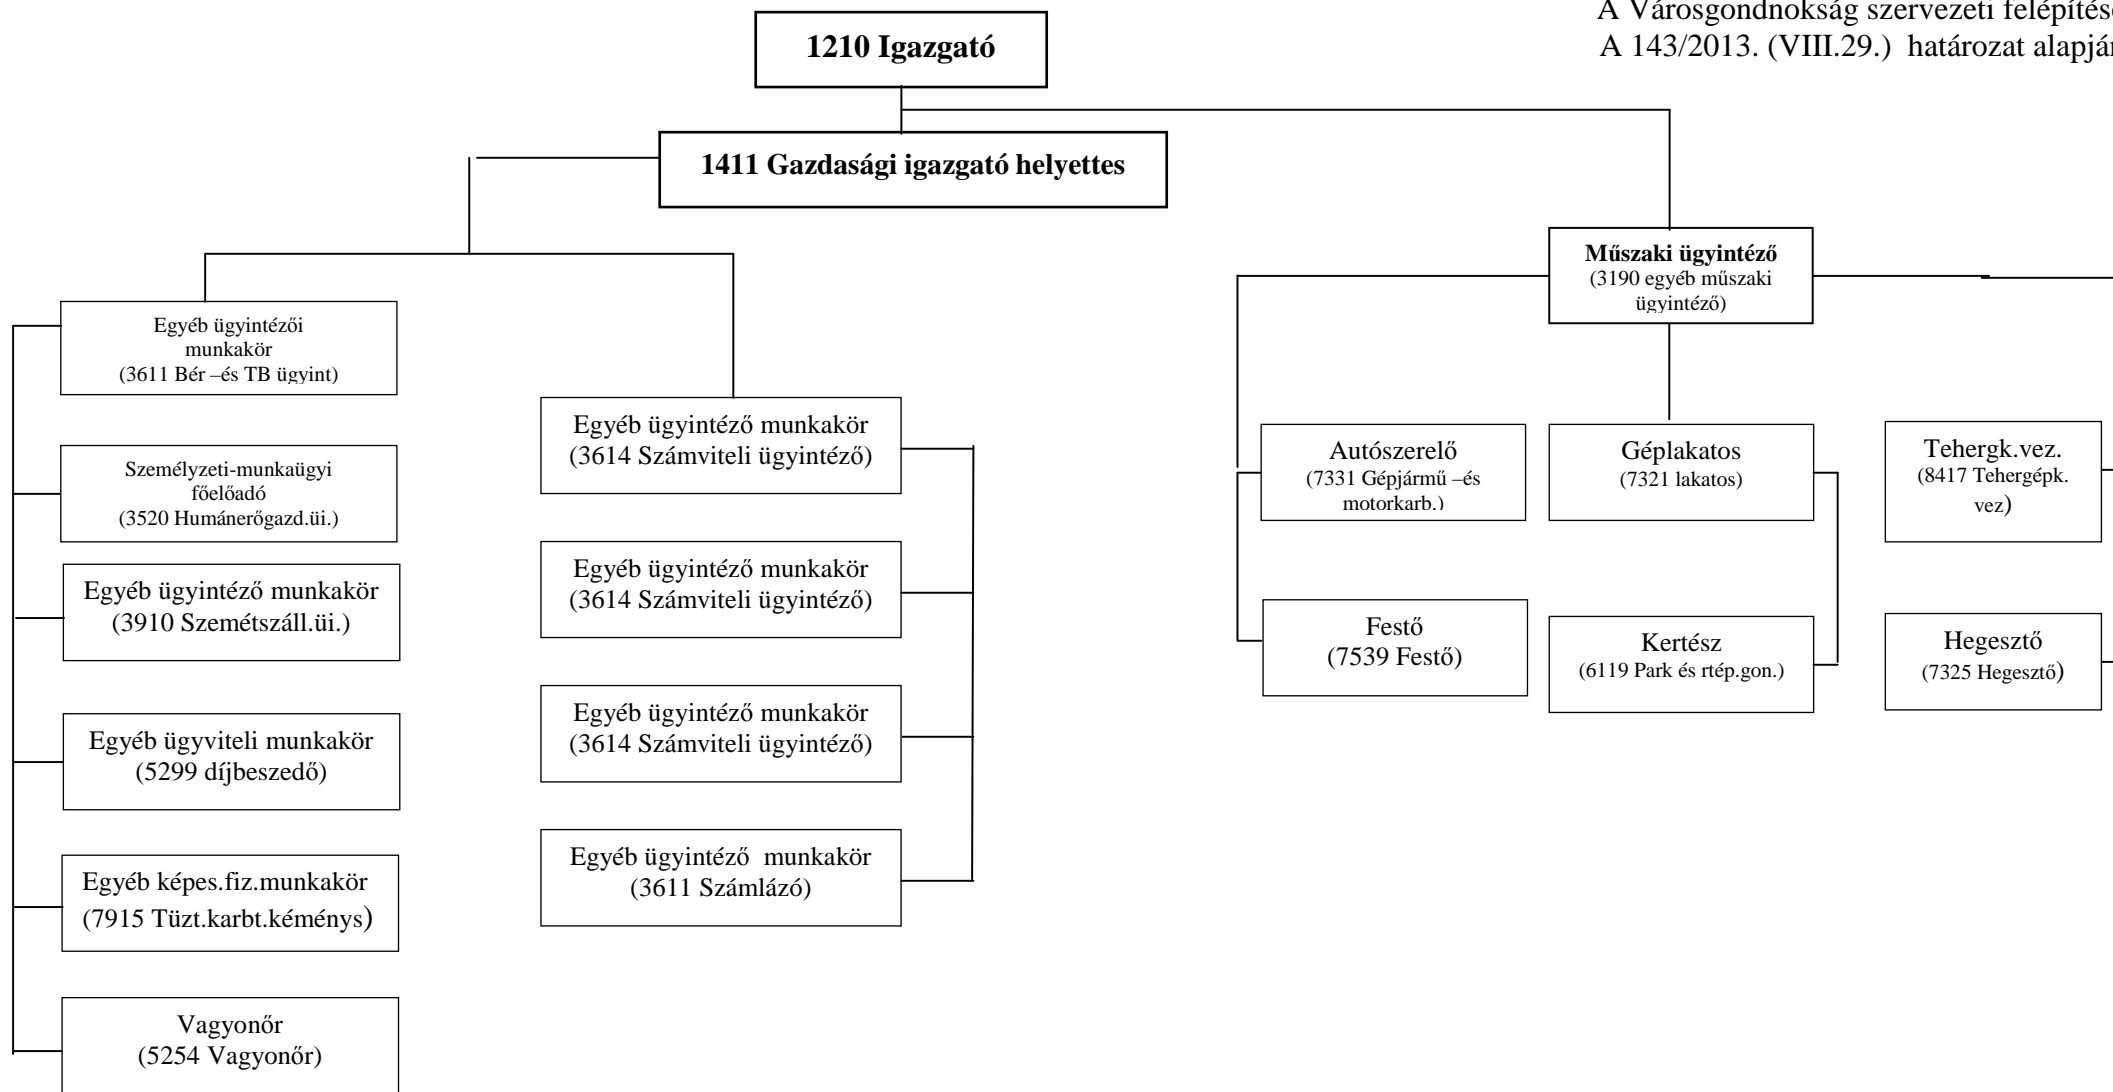 A Városgondnokság szervezeti felépítése
A 143/2013. (VIII.29.) határozat alapján
1210 Igazgató
1411 Gazdasági igazgató helyettes
Műszaki ügyintéző
(3190 egyéb műszaki
ügyintéző)
Egyéb ügyintézői
munkakör
(3611 Bér –és TB ügyint)
Személyzeti-munkaügyi
főelőadó
(3520 Humánerőgazd.üi.)
Egyéb ügyintéző munkakör
(3910 Szemétszáll.üi.)
Egyéb ügyviteli munkakör
(5299 díjbeszedő)
Egyéb képes.fiz.munkakör
(7915 Tüzt.karbt.kéménys)
Vagyonőr
(5254 Vagyonőr)
Egyéb ügyintéző munkakör
(3614 Számviteli ügyintéző)
Egyéb ügyintéző munkakör
(3614 Számviteli ügyintéző)
Egyéb ügyintéző munkakör
(3614 Számviteli ügyintéző)
Egyéb ügyintéző  munkakör
(3611 Számlázó)
Autószerelő
(7331 Gépjármű –és
motorkarb.)
Festő
(7539 Festő)
Géplakatos
(7321 lakatos)
Kertész
(6119 Park és rtép.gon.)
Tehergk.vez.
(8417 Tehergépk.
vez)
Hegesztő
(7325 Hegesztő)